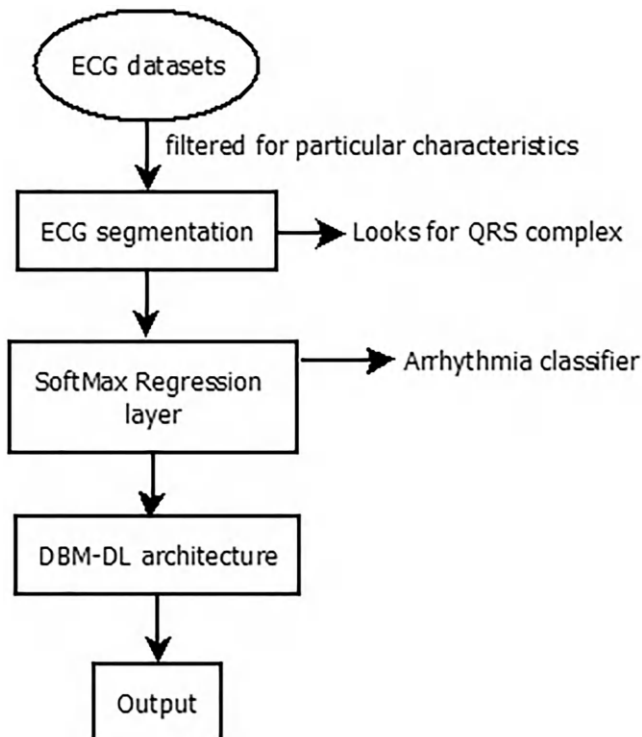 ECG datasets
filtered for particular characteristics
ECG segmentation
Looks for QRS complex
SoftMax Regression
layer
Arrhythmia classifier
DBM-DL architecture
Output